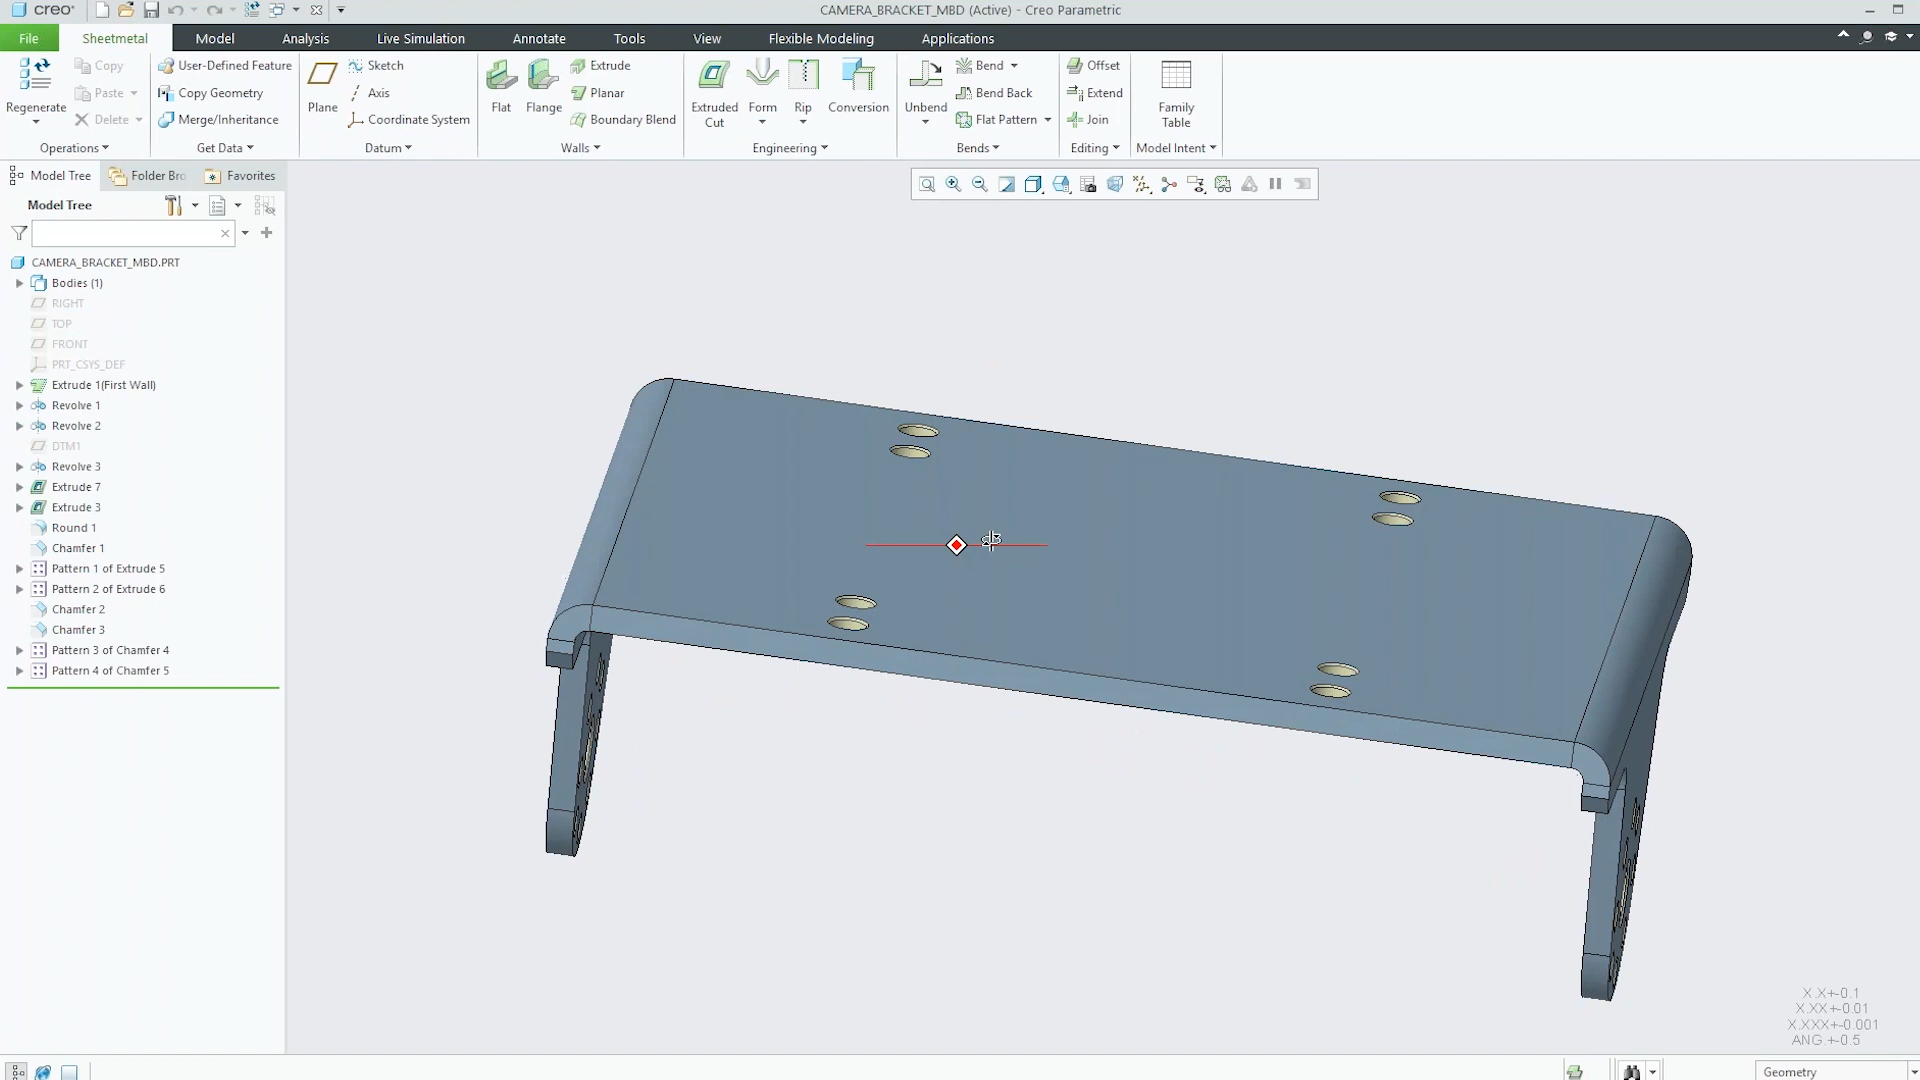 creo
CAMERA_BRACKET_MBD (Active) - Creo Parametric
File Sheetmetal Model Analysis Live Simulation Annotate Tools View Flexible Modeling Applications
Regenerate
Copy
Paste
Delete
Operations
User-Defined Feature
Copy Geometry
Merge/Inheritance
Get Data
Plane
Sketch
Axis
Coordinate System
Datum
Flat
Flange
Extrude
Planar
Boundary Blend
Walls
Extruded
Cut
Form
Rip
Conversion
Engineering
Unbend
Bend
Bend Back
Flat Pattern
Bends
Offset
Extend
Join
Editing
Family
Table
Model Intent
Model Tree Folder Bro Favorites
Model Tree
CAMERA_BRACKET_MBD.PRT
Bodies (1)
RIGHT
TOP
FRONT
PRT_CSYS_DEF
Extrude 1(First Wall)
Revolve 1
Revolve 2
DTM1
Revolve 3
Extrude 7
Extrude 3
Round 1
Chamfer 1
Pattern 1 of Extrude 5
Pattern 2 of Extrude 6
Chamfer 2
Chamfer 3
Pattern 3 of Chamfer 4
Pattern 4 of Chamfer 5
X.X+-0.1
X.XX+-0.01
X.XXX+-0.001
ANG.+-0.5
Geometry